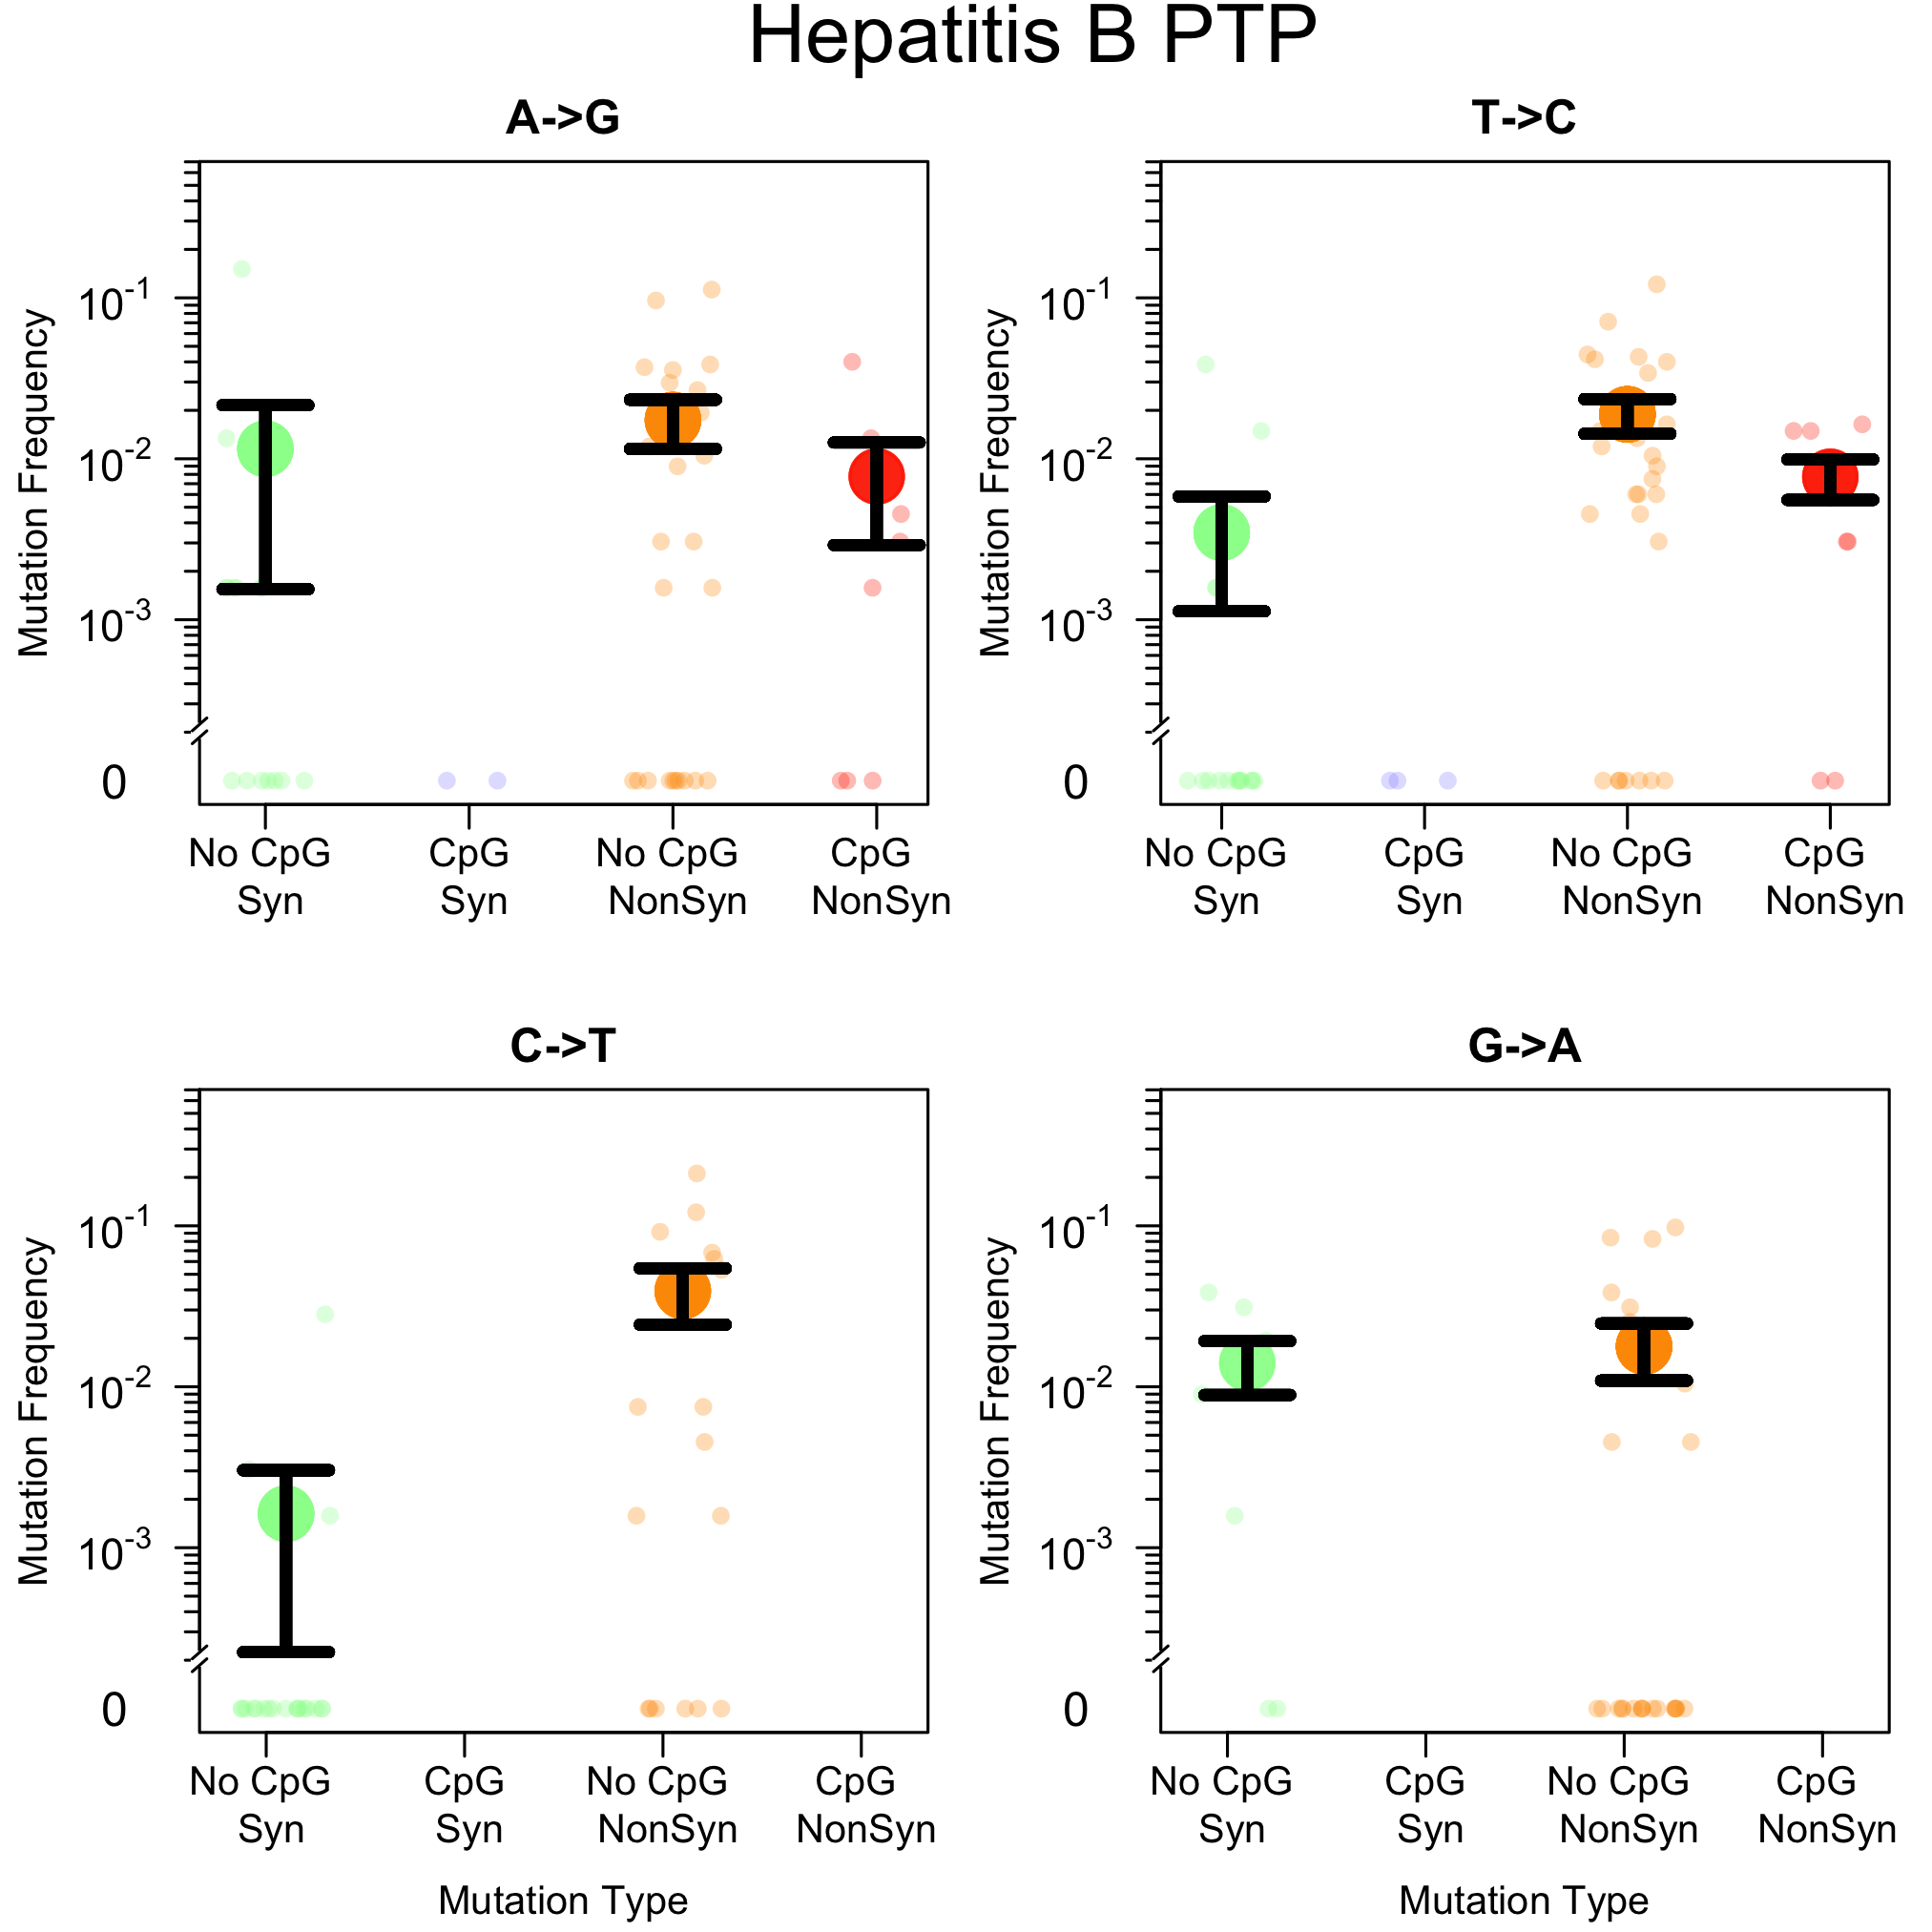 Hepatitis B PTP
A->G
Mutation Frequency
10-1
10-2
10-3
0
No CpG CpG No CpG CpG
Syn Syn NonSyn NonSyn
T->C
Mutation Frequency
10-1
10-2
10-3
0
No CpG CpG No CpG CpG
Syn Syn NonSyn NonSyn
C->T
Mutation Frequency
10-1
10-2
10-3
0
No CpG CpG No CpG CpG
Syn Syn NonSyn NonSyn
Mutation Type
G->A
Mutation Frequency
10-1
10-2
10-3
0
No CpG CpG No CpG CpG
Syn Syn NonSyn NonSyn
Mutation Type